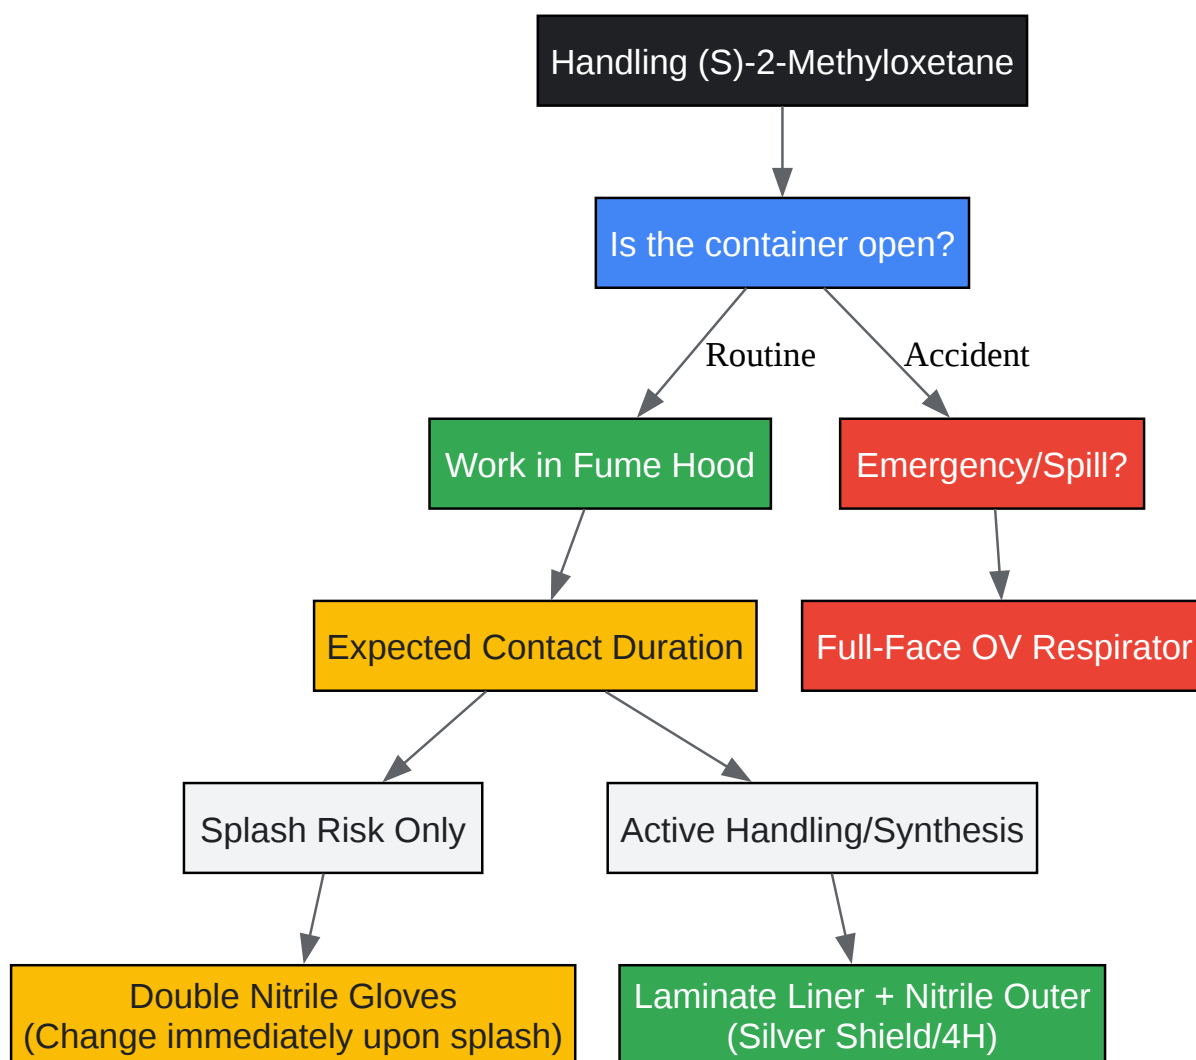 Handling (S)-2-Methyloxetane
Is the container open?
Routine
Accident
Work in Fume Hood
Emergency/Spill?
Expected Contact Duration
Full-Face OV Respirator
Splash Risk Only
Active Handling/Synthesis
Double Nitrile Gloves
(Change immediately upon splash)
Laminate Liner + Nitrile Outer
(Silver Shield/4H)